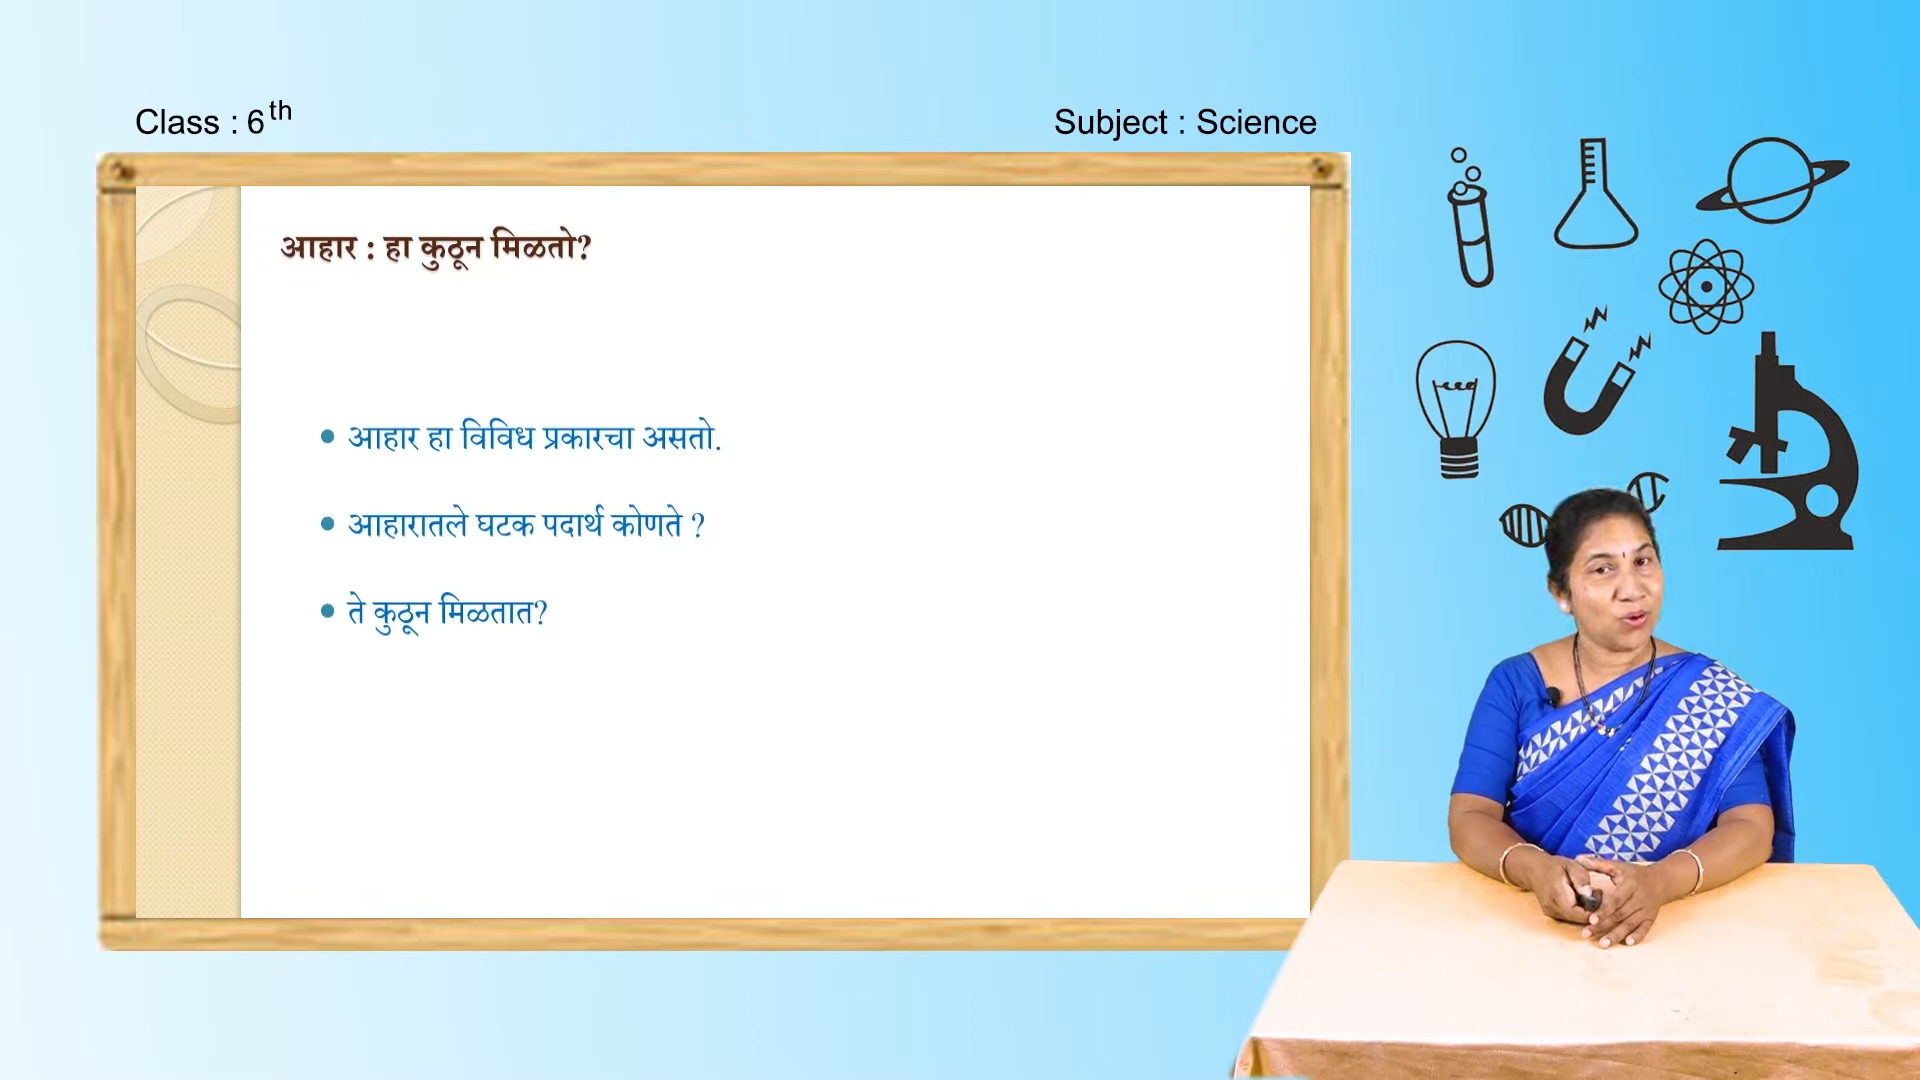 Class : 6th
Subject : Science
आहार : हा कुठून मिळतो?
• आहार हा विविध प्रकारचा असतो.
• आहारातले घटक पदार्थ कोणते ?
• ते कुठून मिळतात?